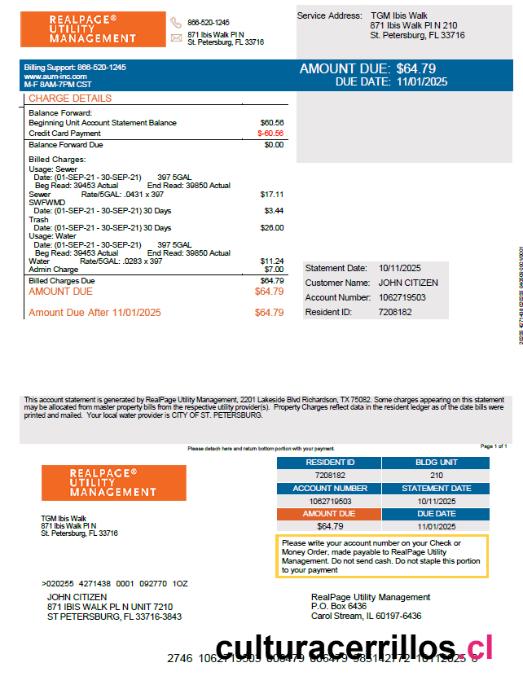 REALPAGE®
UTILITY
MANAGEMENT
866-520-1245
871 Ibis Walk Pl N
St. Petersburg, FL 33716
Service Address: TGM Ibis Walk
871 Ibis Walk Pl N 210
St. Petersburg, FL 33716
Billing Support: 866-520-1245
www.aum-inc.com
M-F 8AM-7PM CST
AMOUNT DUE: $64.79
DUE DATE: 11/01/2025
CHARGE DETAILS
Balance Forward:
Beginning Unit Account Statement Balance $60.56
Credit Card Payment $-60.56
Balance Forward Due $0.00
Billed Charges:
Usage: Sewer
Date: (01-SEP-21 - 30-SEP-21) 397 5GAL
Beg Read: 39453 Actual End Read: 39850 Actual
Sewer Rate/5GAL: .0431 x 397 $17.11
SWFWMD
Date: (01-SEP-21 - 30-SEP-21) 30 Days $3.44
Trash
Date: (01-SEP-21 - 30-SEP-21) 30 Days $26.00
Usage: Water
Date: (01-SEP-21 - 30-SEP-21) 397 5GAL
Beg Read: 39453 Actual End Read: 39850 Actual
Water Rate/5GAL: .0283 x 397 $11.24
Admin Charge $7.00
Billed Charges Due $64.79
AMOUNT DUE $64.79
Amount Due After 11/01/2025 $64.79
Statement Date: 10/11/2025
Customer Name: JOHN CITIZEN
Account Number: 1062719503
Resident ID: 7208182
This account statement is generated by RealPage Utility Management, 2201 Lakeside Blvd Richardson, TX 75082. Some charges appearing on this statement
may be allocated from master property bills from the respective utility provider(s). Property Charges reflect data in the resident ledger as of the date bills were
printed and mailed. Your local water provider is CITY OF ST. PETERSBURG.
Please detach here and return bottom portion with your payment.
Page 1 of 1
REALPAGE®
UTILITY
MANAGEMENT
RESIDENT ID BLDG UNIT
7208182 210
ACCOUNT NUMBER STATEMENT DATE
1062719503 10/11/2025
AMOUNT DUE DUE DATE
$64.79 11/01/2025
TGM Ibis Walk
871 Ibis Walk Pl N
St. Petersburg, FL 33716
Please write your account number on your Check or
Money Order, made payable to RealPage Utility
Management. Do not send cash. Do not staple this portion
to your payment
>020255 4271438 0001 092770 1OZ
JOHN CITIZEN
871 IBIS WALK PL N UNIT 7210
ST PETERSBURG, FL 33716-3843
RealPage Utility Management
P.O. Box 6436
Carol Stream, IL 60197-6436
culturacerrillos.cl
2746 1062719503